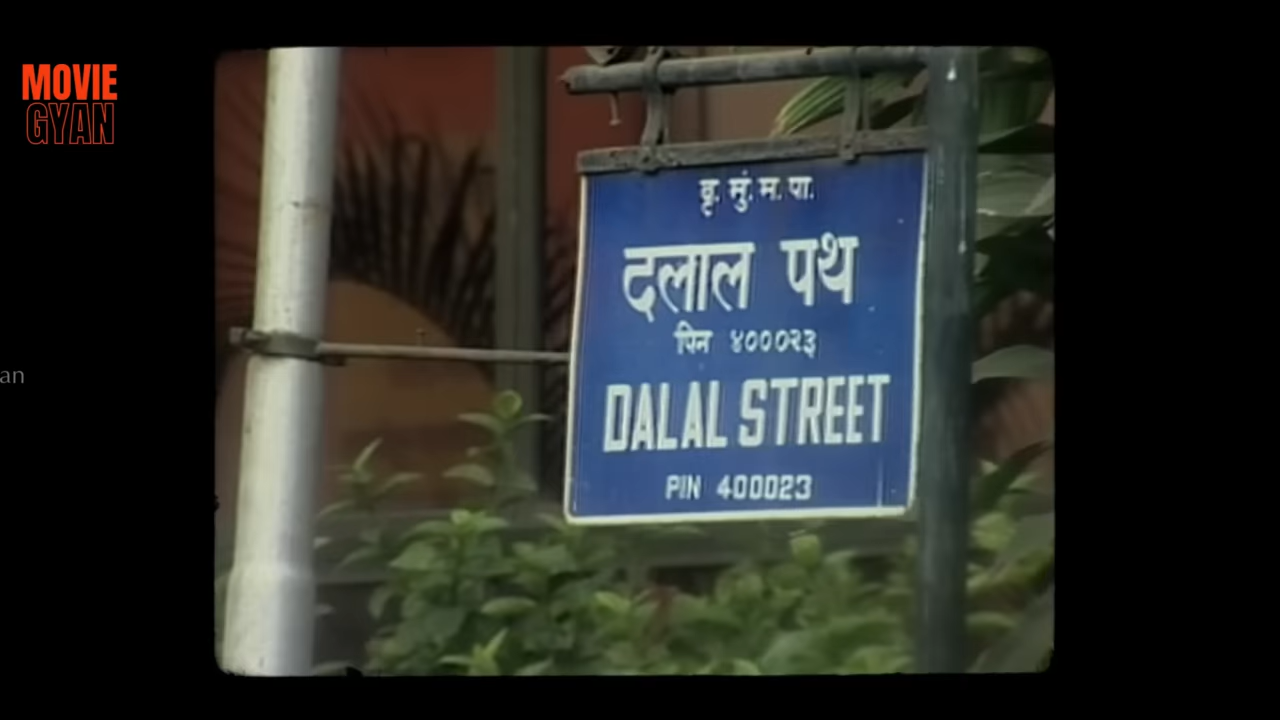 MOVIE
GYAN
बृ. मुं. म. पा.
दलाल पथ
पिन ४०००२३
DALAL STREET
PIN 400023
an